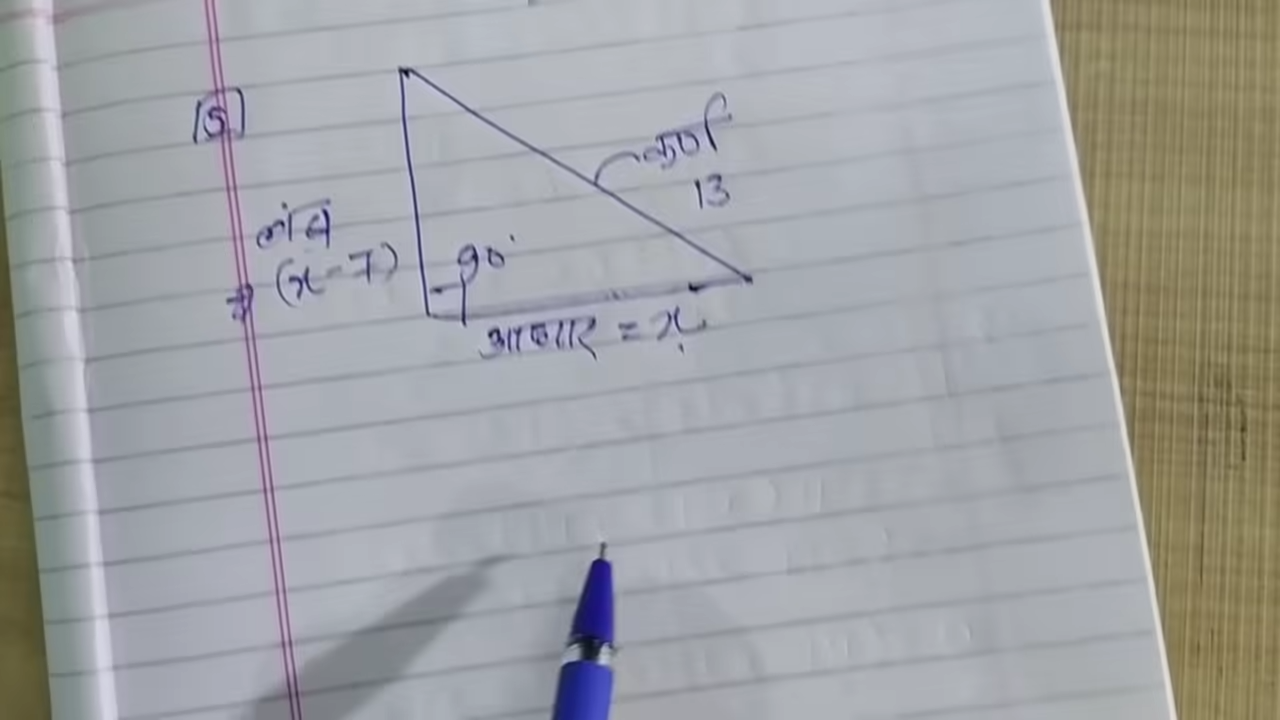 5
कर्ण
13
लंब
(x-7)
90°
आधार = x